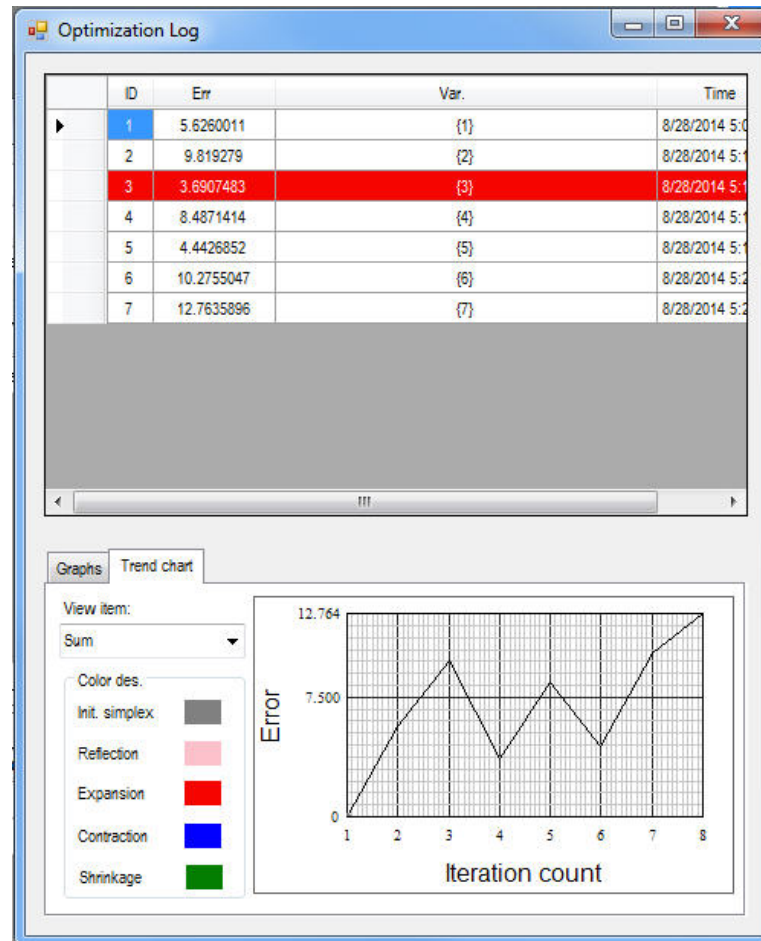 Optimization Log
ID Err Var. Time
1 5.6260011 {1} 8/28/2014 5:0
2 9.819279 {2} 8/28/2014 5:1
3 3.6907483 {3} 8/28/2014 5:1
4 8.4871414 {4} 8/28/2014 5:1
5 4.4426852 {5} 8/28/2014 5:1
6 10.2755047 {6} 8/28/2014 5:2
7 12.7635896 {7} 8/28/2014 5:2
Graphs Trend chart
View item:
Sum
Color des.
Init. simplex
Reflection
Expansion
Contraction
Shrinkage
12.764
7.500
0
Error
1 2 3 4 5 6 7 8
Iteration count